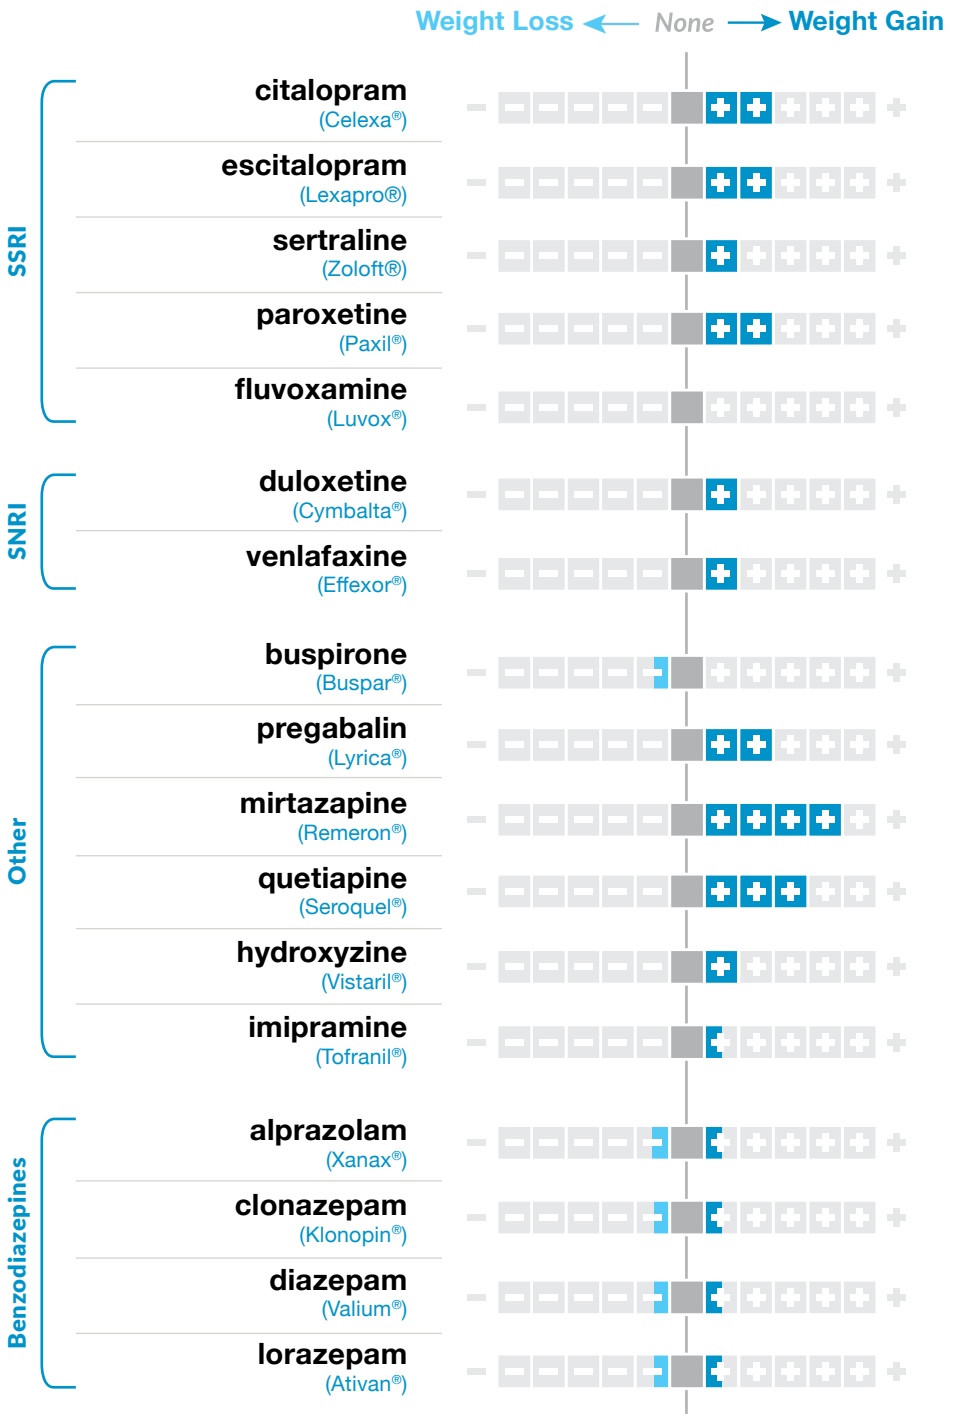 Weight Loss None Weight Gain
SSRI
citalopram
(Celexa®)
escitalopram
(Lexapro®)
sertraline
(Zoloft®)
paroxetine
(Paxil®)
fluvoxamine
(Luvox®)
SNRI
duloxetine
(Cymbalta®)
venlafaxine
(Effexor®)
Other
buspirone
(Buspar®)
pregabalin
(Lyrica®)
mirtazapine
(Remeron®)
quetiapine
(Seroquel®)
hydroxyzine
(Vistaril®)
imipramine
(Tofranil®)
Benzodiazepines
alprazolam
(Xanax®)
clonazepam
(Klonopin®)
diazepam
(Valium®)
lorazepam
(Ativan®)